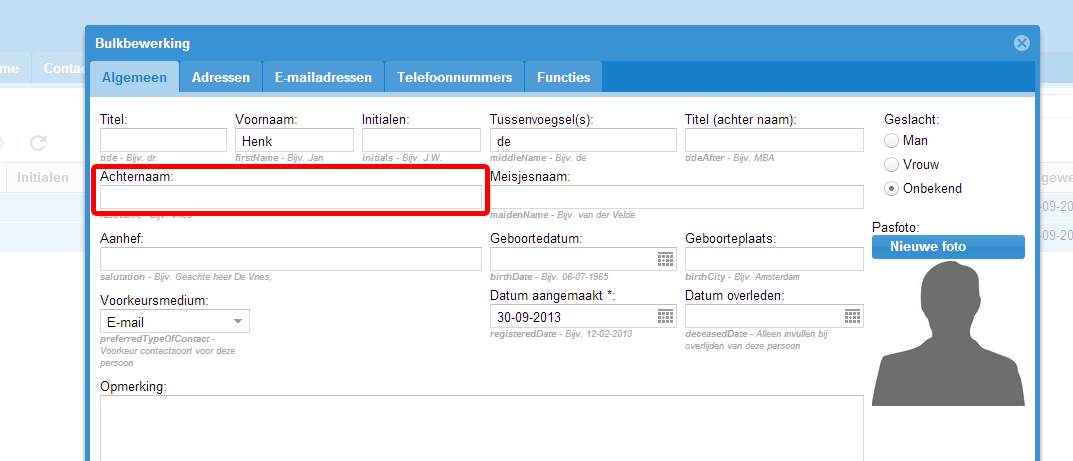 Bulkbewerking
me
Conta
Algemeen
Adressen
E-mailadressen
Telefoonnummers
Functies
Titel:
Voornaam:
Initialen:
Tussenvoegsel(s):
Titel (achter naam):
Geslacht:
Henk
de
Man
title - Bijv. dr.
firstName - Bijv. Jan
initials - Bijv. J.W.
middleName - Bijv. de
titleAfter - Bijv. MBA
Vrouw
Initialen
Achternaam:
Meisjesnaam:
gewe
Onbekend
-09-20
lastName - Bijv. Vries
maidenName - Bijv. van der Velde
Pasfoto:
Aanhef:
Geboortedatum:
Geboorteplaats:
-09-20
Nieuwe foto
salutation - Bijv. Geachte heer De Vries,
birthDate - Bijv. 06-07-1965
birthCity - Bijv. Amsterdam
Voorkeursmedium:
Datum aangemaakt *:
Datum overleden:
E-mail
30-09-2013
preferredTypeOfContact -
Voorkeur contactsoort voor deze
persoon
registeredDate - Bijv. 12-02-2013
deceasedDate - Alleen invullen bij
overlijden van deze persoon
Opmerking: